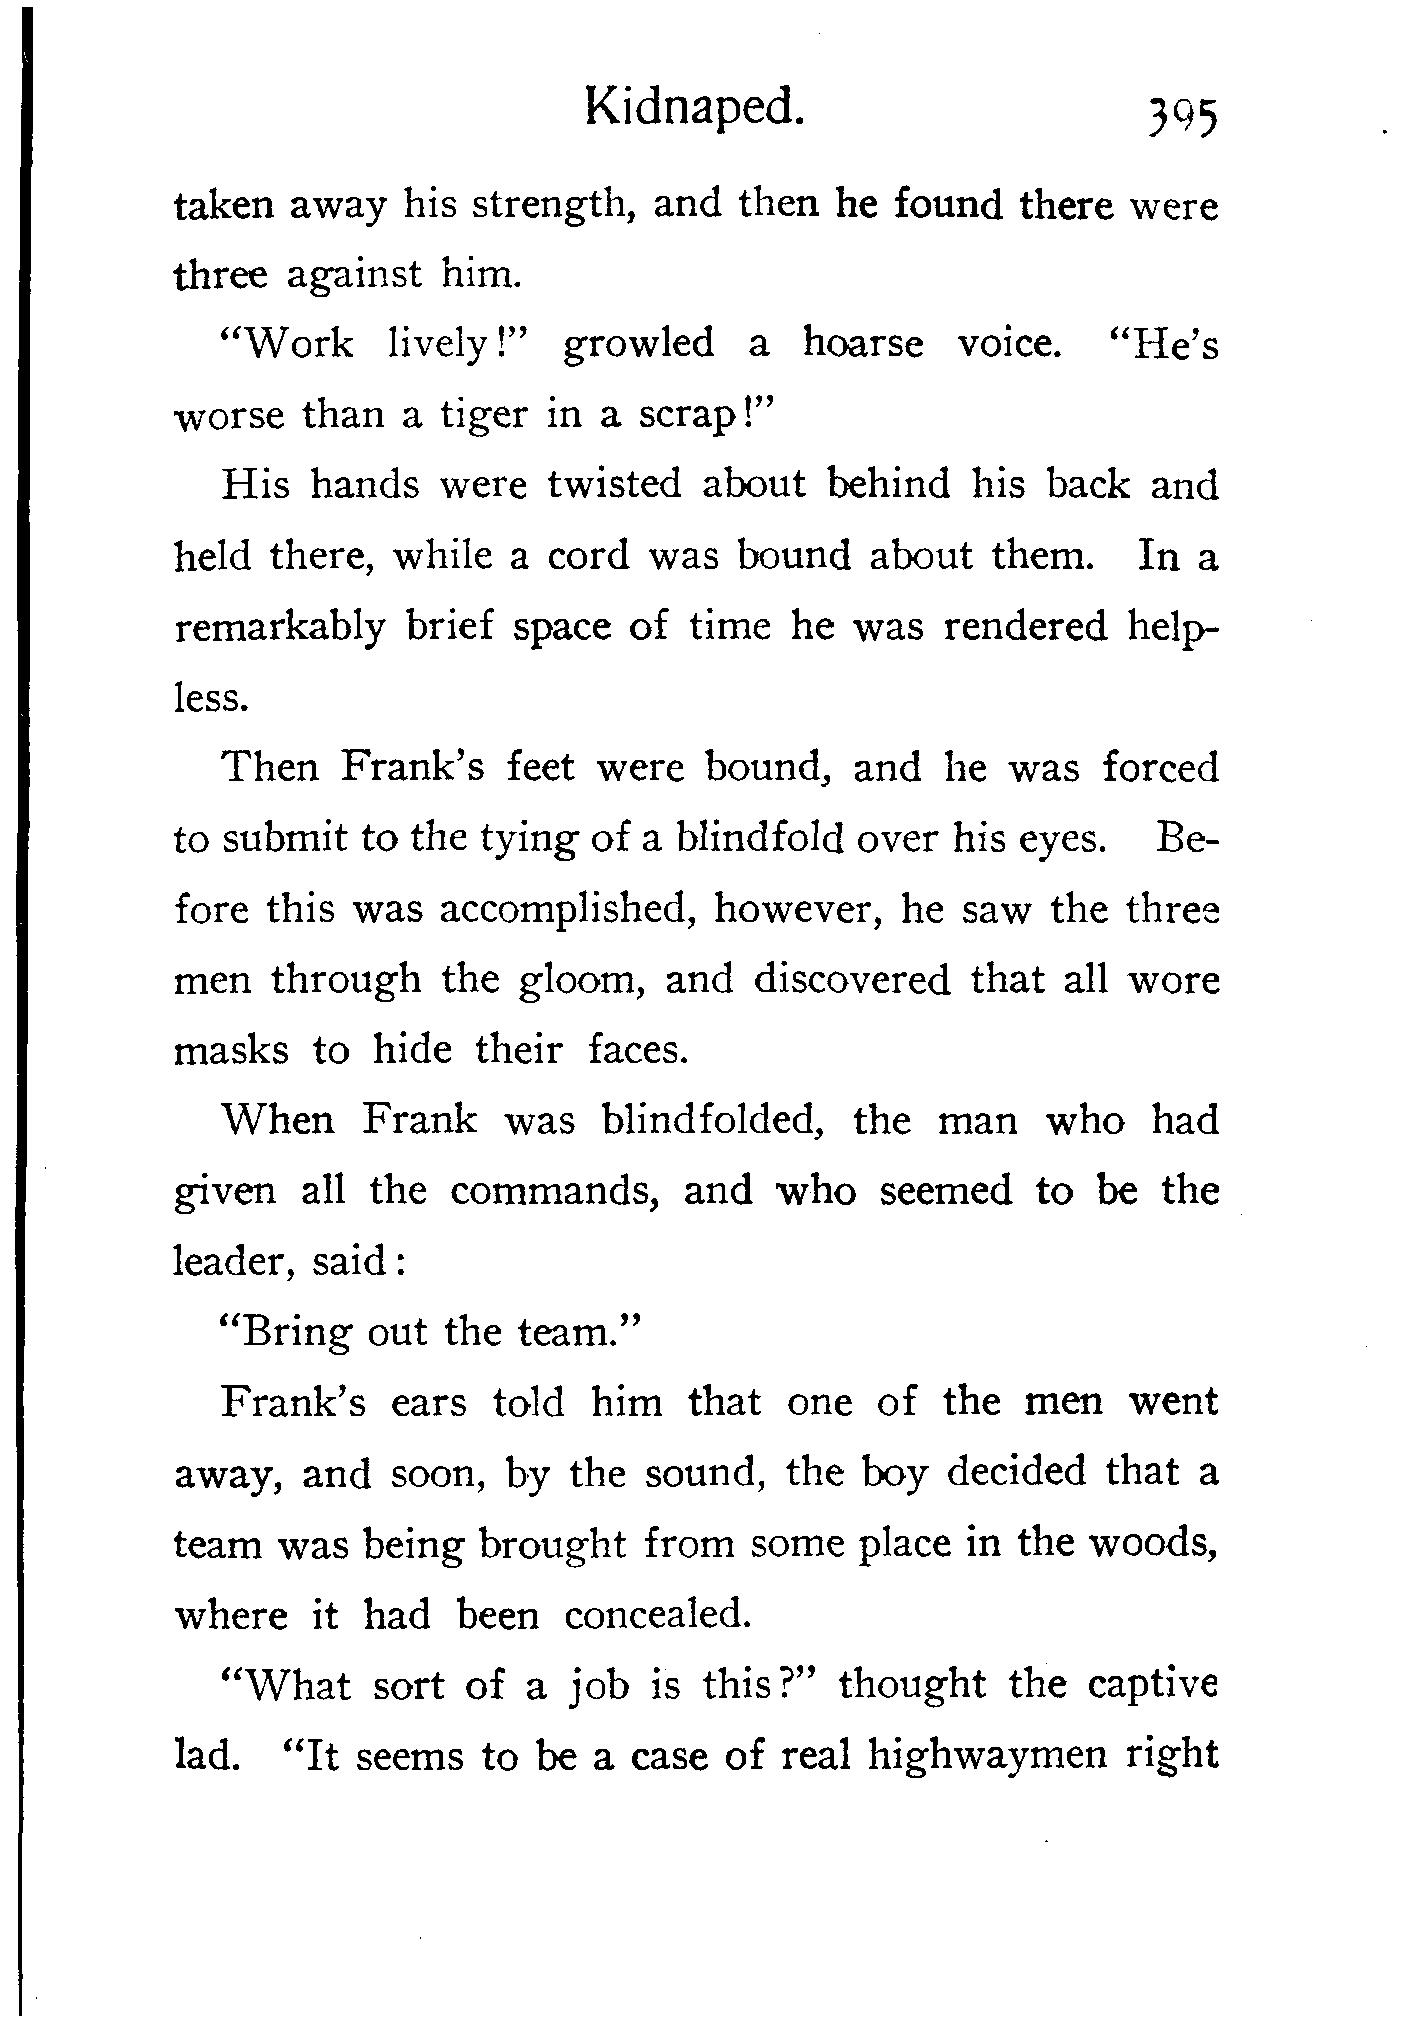 Kidnaped. 395
taken away his strength, and then he found there were
three against him.
“Work lively!” growled a hoarse voice. “He’s
worse than a tiger in a scrap!”
His hands were twisted about behind his back and
held there, while a cord was bound about them. In a
remarkably brief space of time he was rendered help-
less.
Then Frank’s feet were bound, and he was forced
to submit to the tying of a blindfold over his eyes. Be-
fore this was accomplished, however, he saw the three
men through the gloom, and discovered that all wore
masks to hide their faces.
When Frank was blindfolded, the man who had
given all the commands, and who seemed to be the
leader, said:
“Bring out the team.”
Frank’s ears told him that one of the men went
away, and soon, by the sound, the boy decided that a
team was being brought from some place in the woods,
where it had been concealed.
“What sort of a job is this?” thought the captive
lad. “It seems to be a case of real highwaymen right